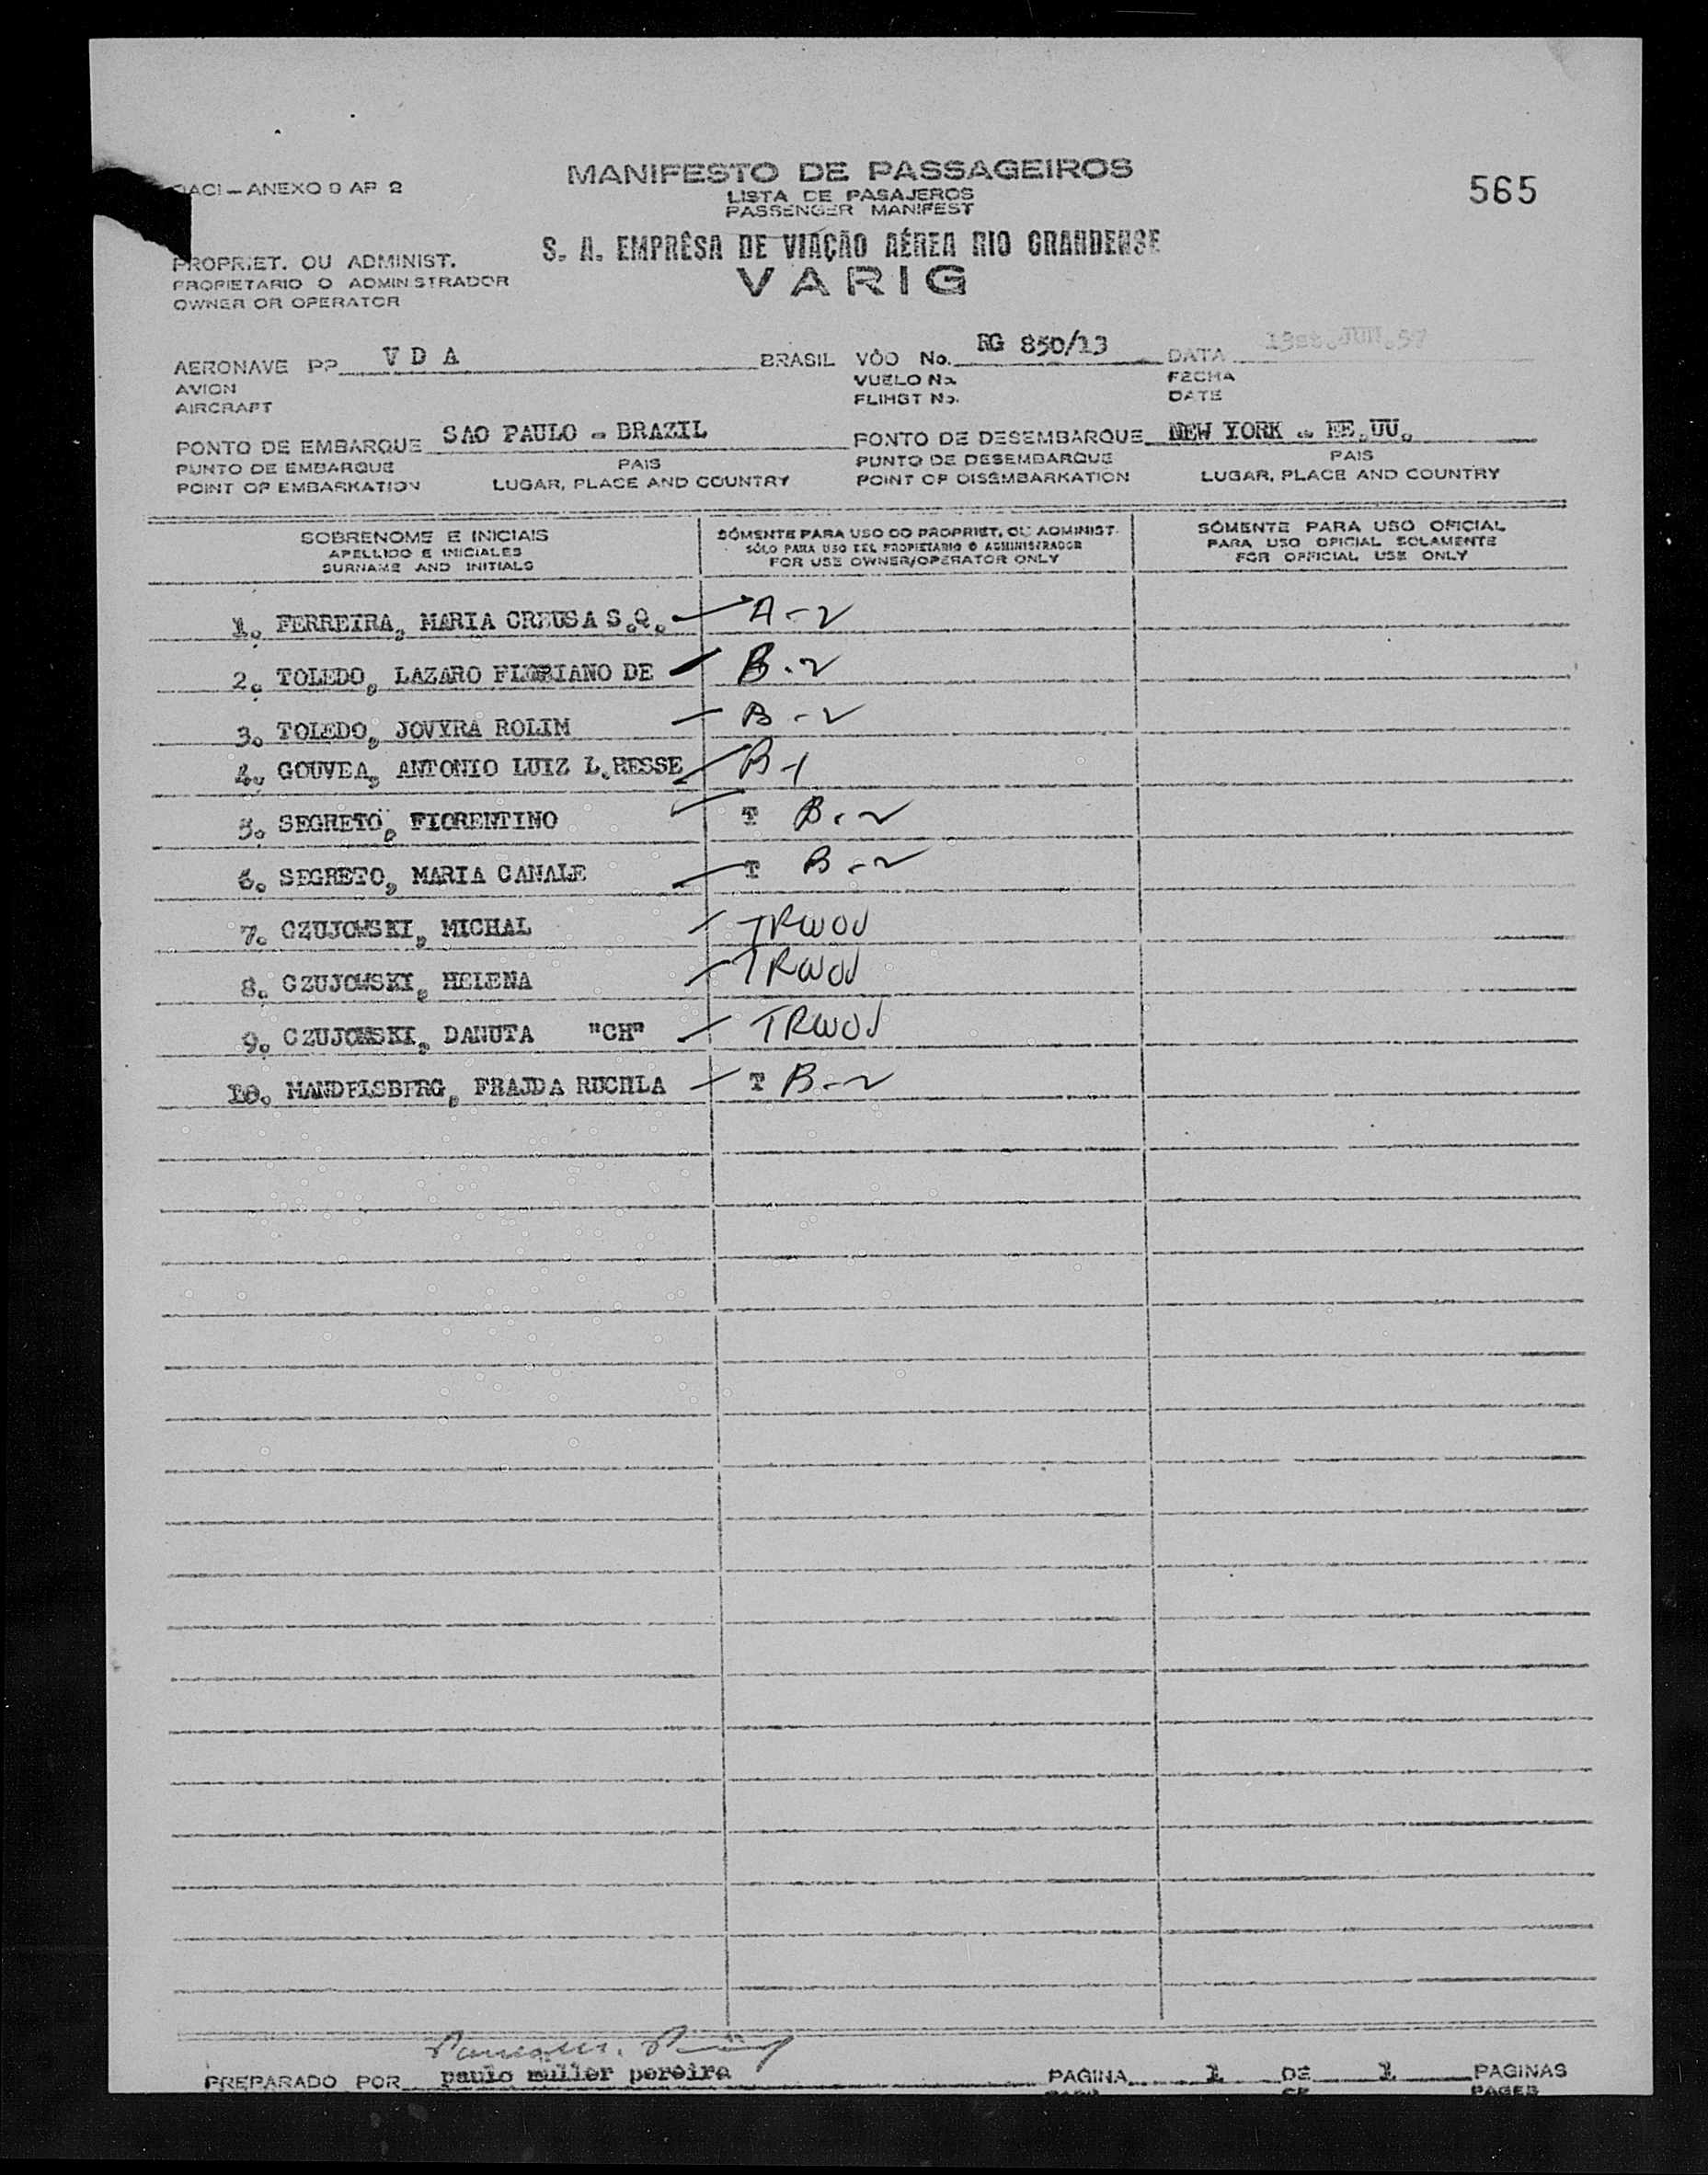 OACI — ANEXO 9 AP 2
MANIFESTO DE PASSAGEIROS
LISTA DE PASAJEROS
PASSENGER MANIFEST
565
S. A. EMPRÊSA DE VIAÇÃO AÉREA RIO GRANDENSE
VARIG
PROPRIET. OU ADMINIST.
PROPIETARIO O ADMINISTRADOR
OWNER OR OPERATOR
AERONAVE PP V D A BRASIL VÔO No. RG 850/13 DATA 13st.JUN.57
AVION VUELO No. FECHA
AIRCRAFT FLIHGT No. DATE
PONTO DE EMBARQUE SAO PAULO - BRAZIL PONTO DE DESEMBARQUE NEW YORK - EE.UU.
PUNTO DE EMBARQUE PAIS PUNTO DE DESEMBARQUE PAIS
POINT OF EMBARKATION LUGAR, PLACE AND COUNTRY POINT OF DISEMBARKATION LUGAR, PLACE AND COUNTRY
SOBRENOME E INICIAIS SÓMENTE PARA USO DO PROPRIET. OU ADMINIST. SÓMENTE PARA USO OFICIAL
APELLIDO E INICIALES SÓLO PARA USO DEL PROPIETARIO O ADMINISTRADOR PARA USO OFICIAL SOLAMENTE
SURNAME AND INITIALS FOR USE OWNER/OPERATOR ONLY FOR OFFICIAL USE ONLY
1. FERREIRA, MARIA CREUSA S.Q. A-2
2. TOLEDO, LAZARO FLORIANO DE B-2
3. TOLEDO, JOVYRA ROLIM B-2
4. GOUVEA, ANTONIO LUIZ L.RESSE B-1
5. SEGRETO, FIORENTINO T B-2
6. SEGRETO, MARIA CANALE T B-2
7. CZUJOWSKI, MICHAL TRWOV
8. CZUJOWSKI, HELENA TRWOV
9. CZUJOWSKI, DANUTA "CH" TRWOV
10. MANDELSBERG, FRAJDA RUCHLA T B-2
PREPARADO POR paulo muller pereira PAGINA 1 DE 1 PAGINAS
PAGES